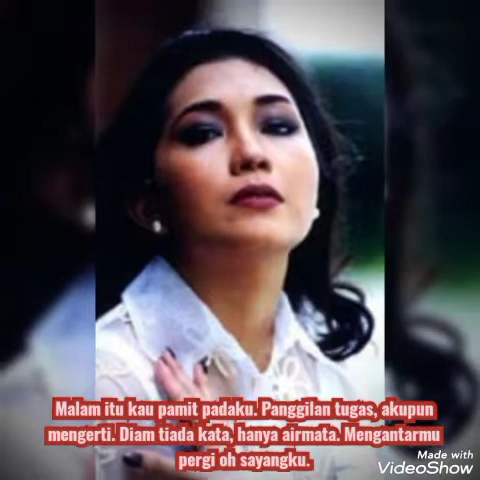 Malam itu kau pamit padaku. Panggilan tugas, akupun
mengerti. Diam tiada kata, hanya airmata. Mengantarmu
pergi oh sayangku.
Made with
VideoShow